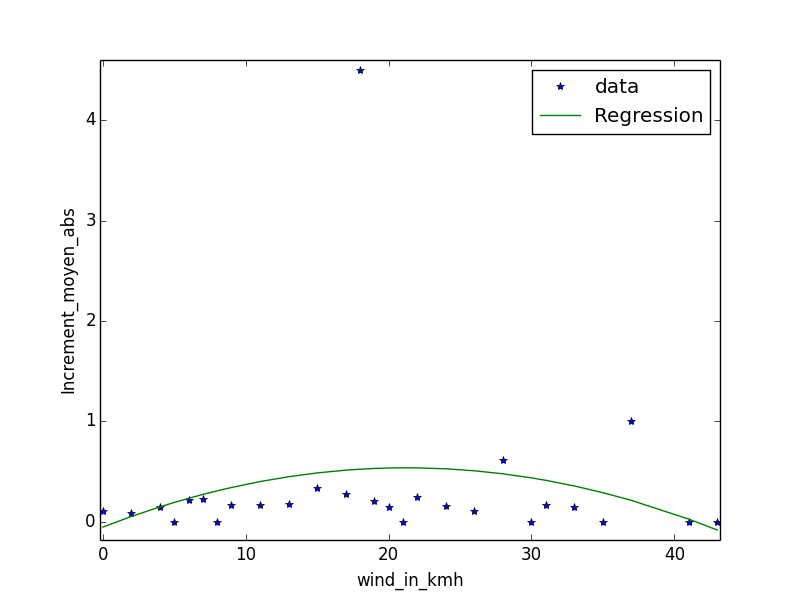 data
Regression
4
3
2
1
0
Increment_moyen_abs
0 10 20 30 40
wind_in_kmh